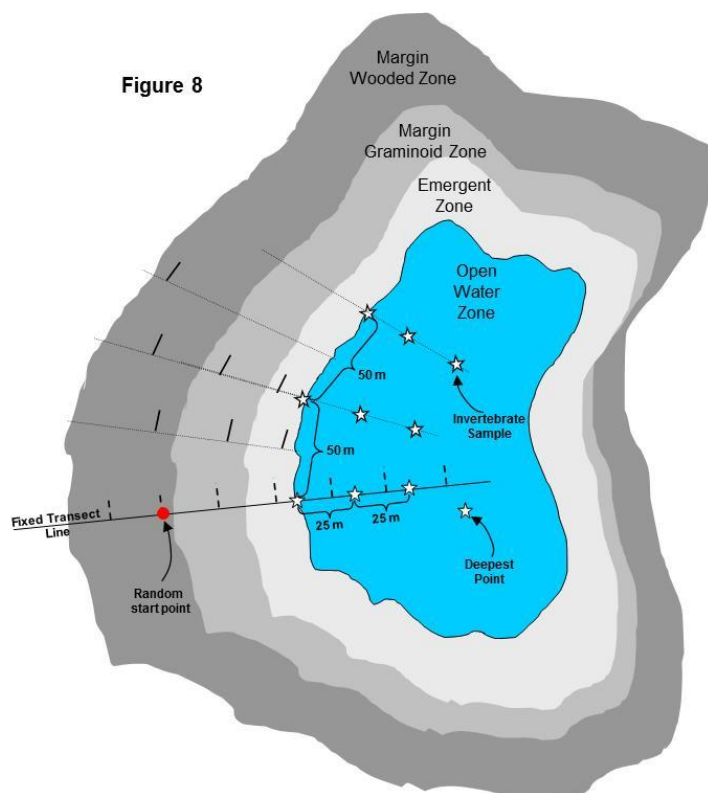 Figure 8
Margin
Wooded Zone
Margin
Graminoid Zone
Emergent
Zone
Open
Water
Zone
50 m
Invertebrate
Sample
50 m
25 m
25 m
Fixed Transect
Line
Random
start point
Deepest
Point